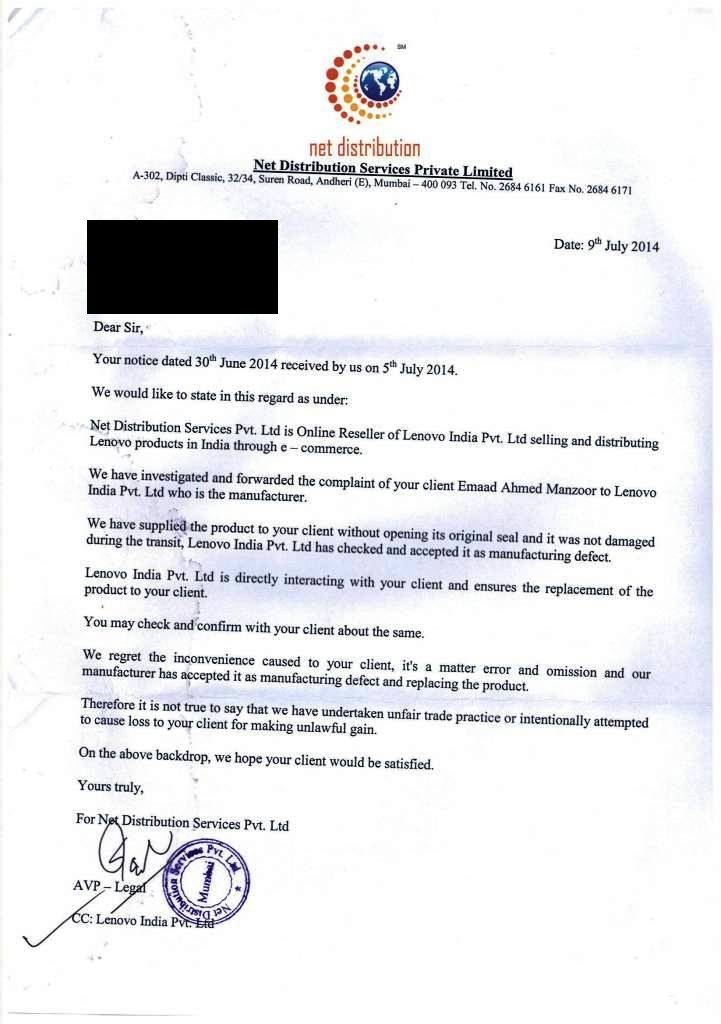 SM
net distribution
Net Distribution Services Private Limited
A-302, Dipti Classic, 32/34, Suren Road, Andheri (E), Mumbai – 400 093 Tel. No. 2684 6161 Fax No. 2684 6171
Date: 9th July 2014
Dear Sir,
Your notice dated 30th June 2014 received by us on 5th July 2014.
We would like to state in this regard as under:
Net Distribution Services Pvt. Ltd is Online Reseller of Lenovo India Pvt. Ltd selling and distributing
Lenovo products in India through e – commerce.
We have investigated and forwarded the complaint of your client Emaad Ahmed Manzoor to Lenovo
India Pvt. Ltd who is the manufacturer.
We have supplied the product to your client without opening its original seal and it was not damaged
during the transit, Lenovo India Pvt. Ltd has checked and accepted it as manufacturing defect.
Lenovo India Pvt. Ltd is directly interacting with your client and ensures the replacement of the
product to your client.
You may check and confirm with your client about the same.
We regret the inconvenience caused to your client, it's a matter error and omission and our
manufacturer has accepted it as manufacturing defect and replacing the product.
Therefore it is not true to say that we have undertaken unfair trade practice or intentionally attempted
to cause loss to your client for making unlawful gain.
On the above backdrop, we hope your client would be satisfied.
Yours truly,
For Net Distribution Services Pvt. Ltd
Net Distribution Services Pvt. Ltd.
Mumbai
AVP – Legal
CC: Lenovo India Pvt. Ltd